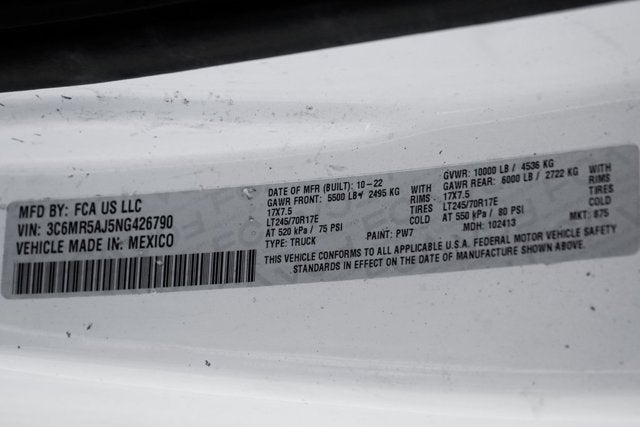 MFD BY: FCA US LLC
VIN: 3C6MR5AJ5NG426790
VEHICLE MADE IN: MEXICO
DATE OF MFR (BUILT): 10-22
GAWR FRONT: 5500 LB / 2495 KG WITH
17X7.5 RIMS
LT245/70R17E TIRES
AT 520 kPa / 75 PSI COLD
TYPE: TRUCK PAINT: PW7
GVWR: 10000 LB / 4536 KG
GAWR REAR: 6000 LB / 2722 KG WITH
17X7.5 RIMS
LT245/70R17E TIRES
AT 550 kPa / 80 PSI COLD
MDH: 102413 MKT: 875
THIS VEHICLE CONFORMS TO ALL APPLICABLE U.S.A. FEDERAL MOTOR VEHICLE SAFETY
STANDARDS IN EFFECT ON THE DATE OF MANUFACTURE SHOWN ABOVE.